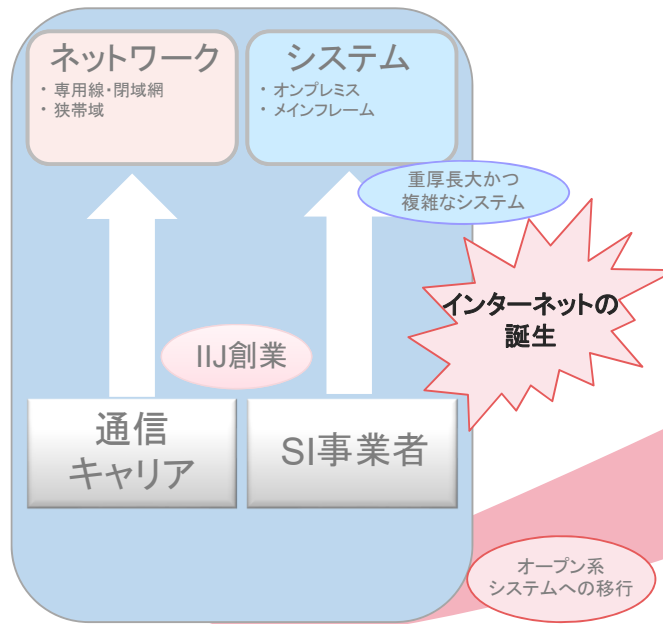 ネットワーク
・ 専用線・閉域網
・ 狭帯域
システム
・ オンプレミス
・ メインフレーム
重厚長大かつ
複雑なシステム
インターネットの
誕生
IIJ創業
通信
キャリア
SI事業者
オープン系
システムへの移行